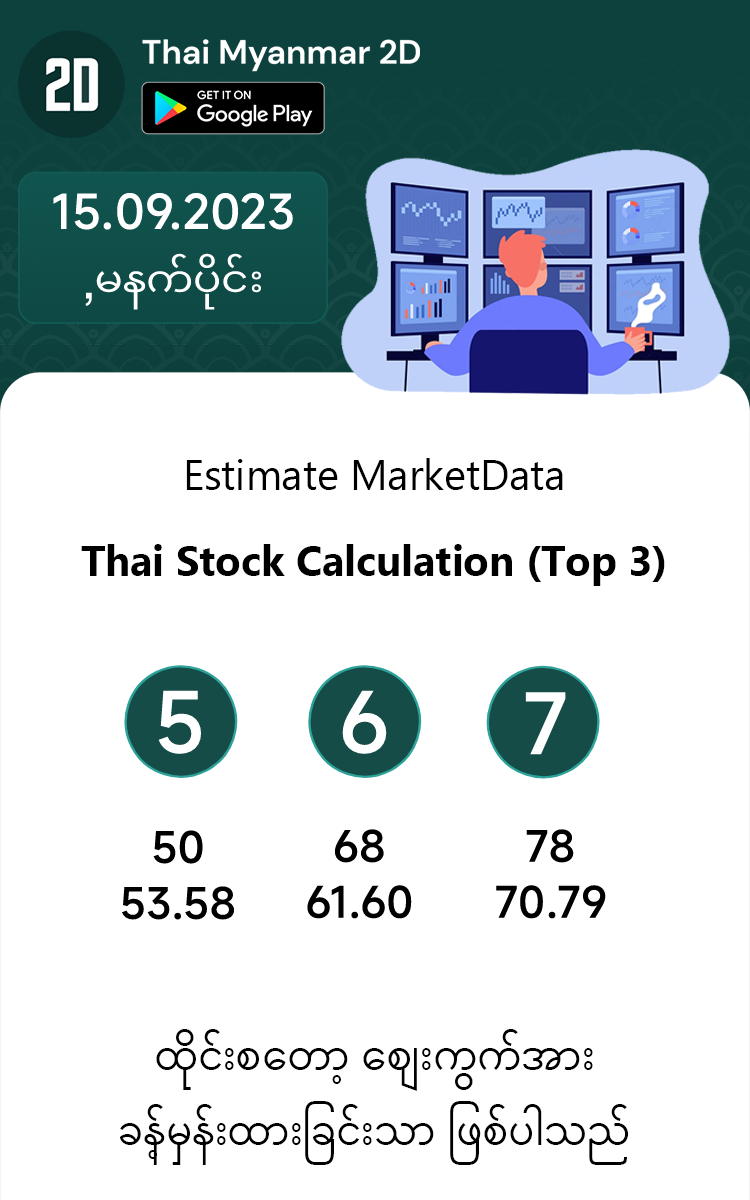 2D
Thai Myanmar 2D
GET IT ON
Google Play
15.09.2023
,မနက်ပိုင်း
Estimate MarketData
Thai Stock Calculation (Top 3)
5 6 7
50 68 78
53.58 61.60 70.79
ထိုင်းစတော့ ဈေးကွက်အား
ခန့်မှန်းထားခြင်းသာ ဖြစ်ပါသည်